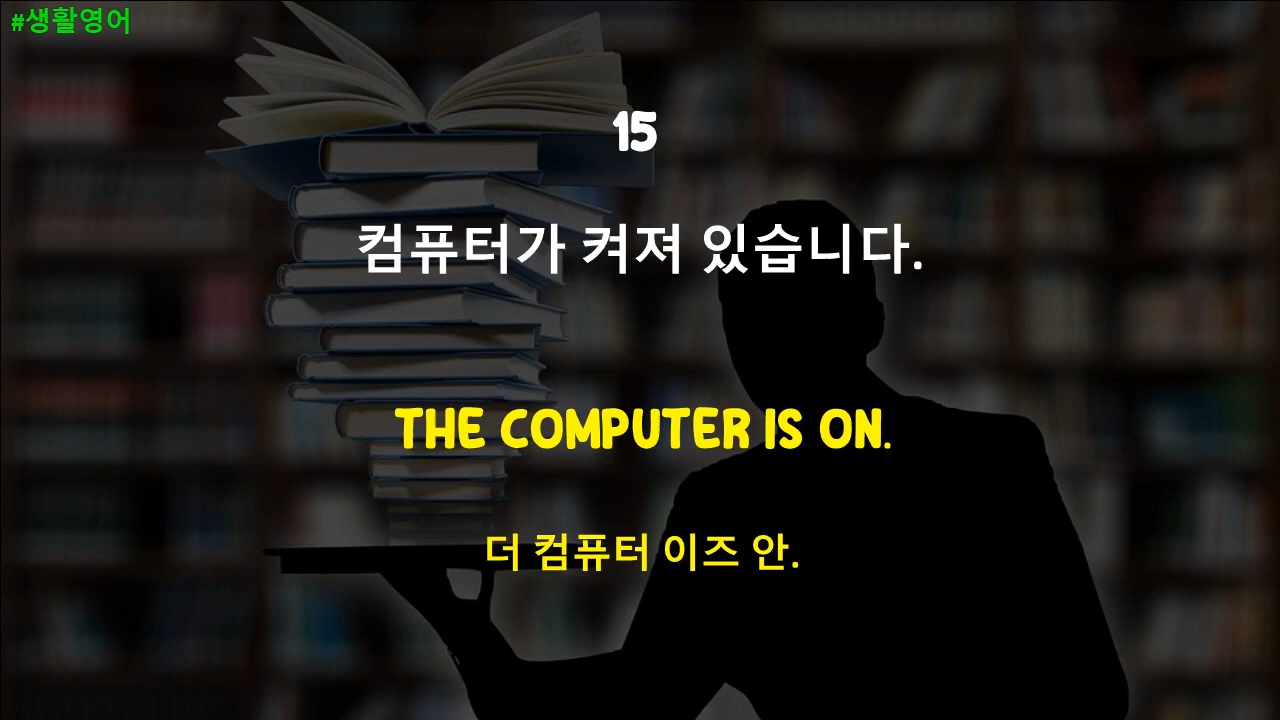 #생활영어
15
컴퓨터가 켜져 있습니다.
THE COMPUTER IS ON.
더 컴퓨터 이즈 안.